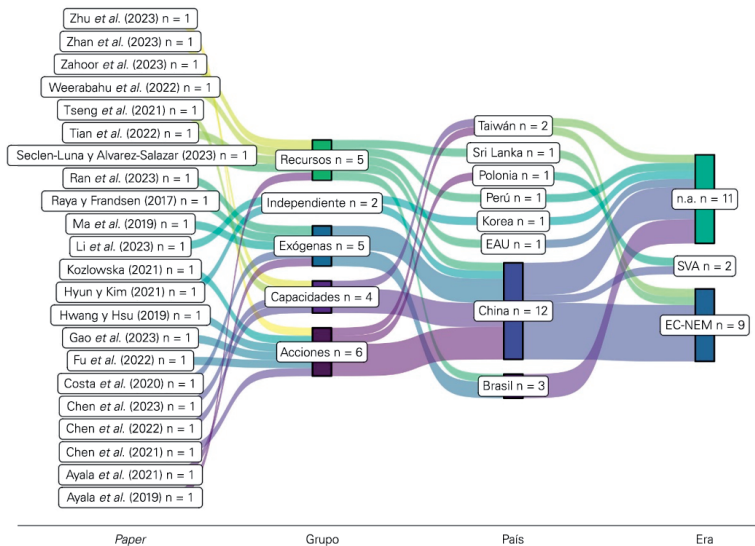 Zhu et al. (2023) n = 1
Zhan et al. (2023) n = 1
Zahoor et al. (2023) n = 1
Weerabahu et al. (2022) n = 1
Tseng et al. (2021) n = 1
Tian et al. (2022) n = 1
Seclen-Luna y Alvarez-Salazar (2023) n = 1
Ran et al. (2023) n = 1
Raya y Frandsen (2017) n = 1
Ma et al. (2019) n = 1
Li et al. (2023) n = 1
Kozlowska (2021) n = 1
Hyun y Kim (2021) n = 1
Hwang y Hsu (2019) n = 1
Gao et al. (2023) n = 1
Fu et al. (2022) n = 1
Costa et al. (2020) n = 1
Chen et al. (2023) n = 1
Chen et al. (2022) n = 1
Chen et al. (2021) n = 1
Ayala et al. (2021) n = 1
Ayala et al. (2019) n = 1
Recursos n = 5
Independiente n = 2
Exógenas n = 5
Capacidades n = 4
Acciones n = 6
Taiwán n = 2
Sri Lanka n = 1
Polonia n = 1
Perú n = 1
Korea n = 1
EAU n = 1
China n = 12
Brasil n = 3
n.a. n = 11
SVA n = 2
EC-NEM n = 9
Paper
Grupo
País
Era